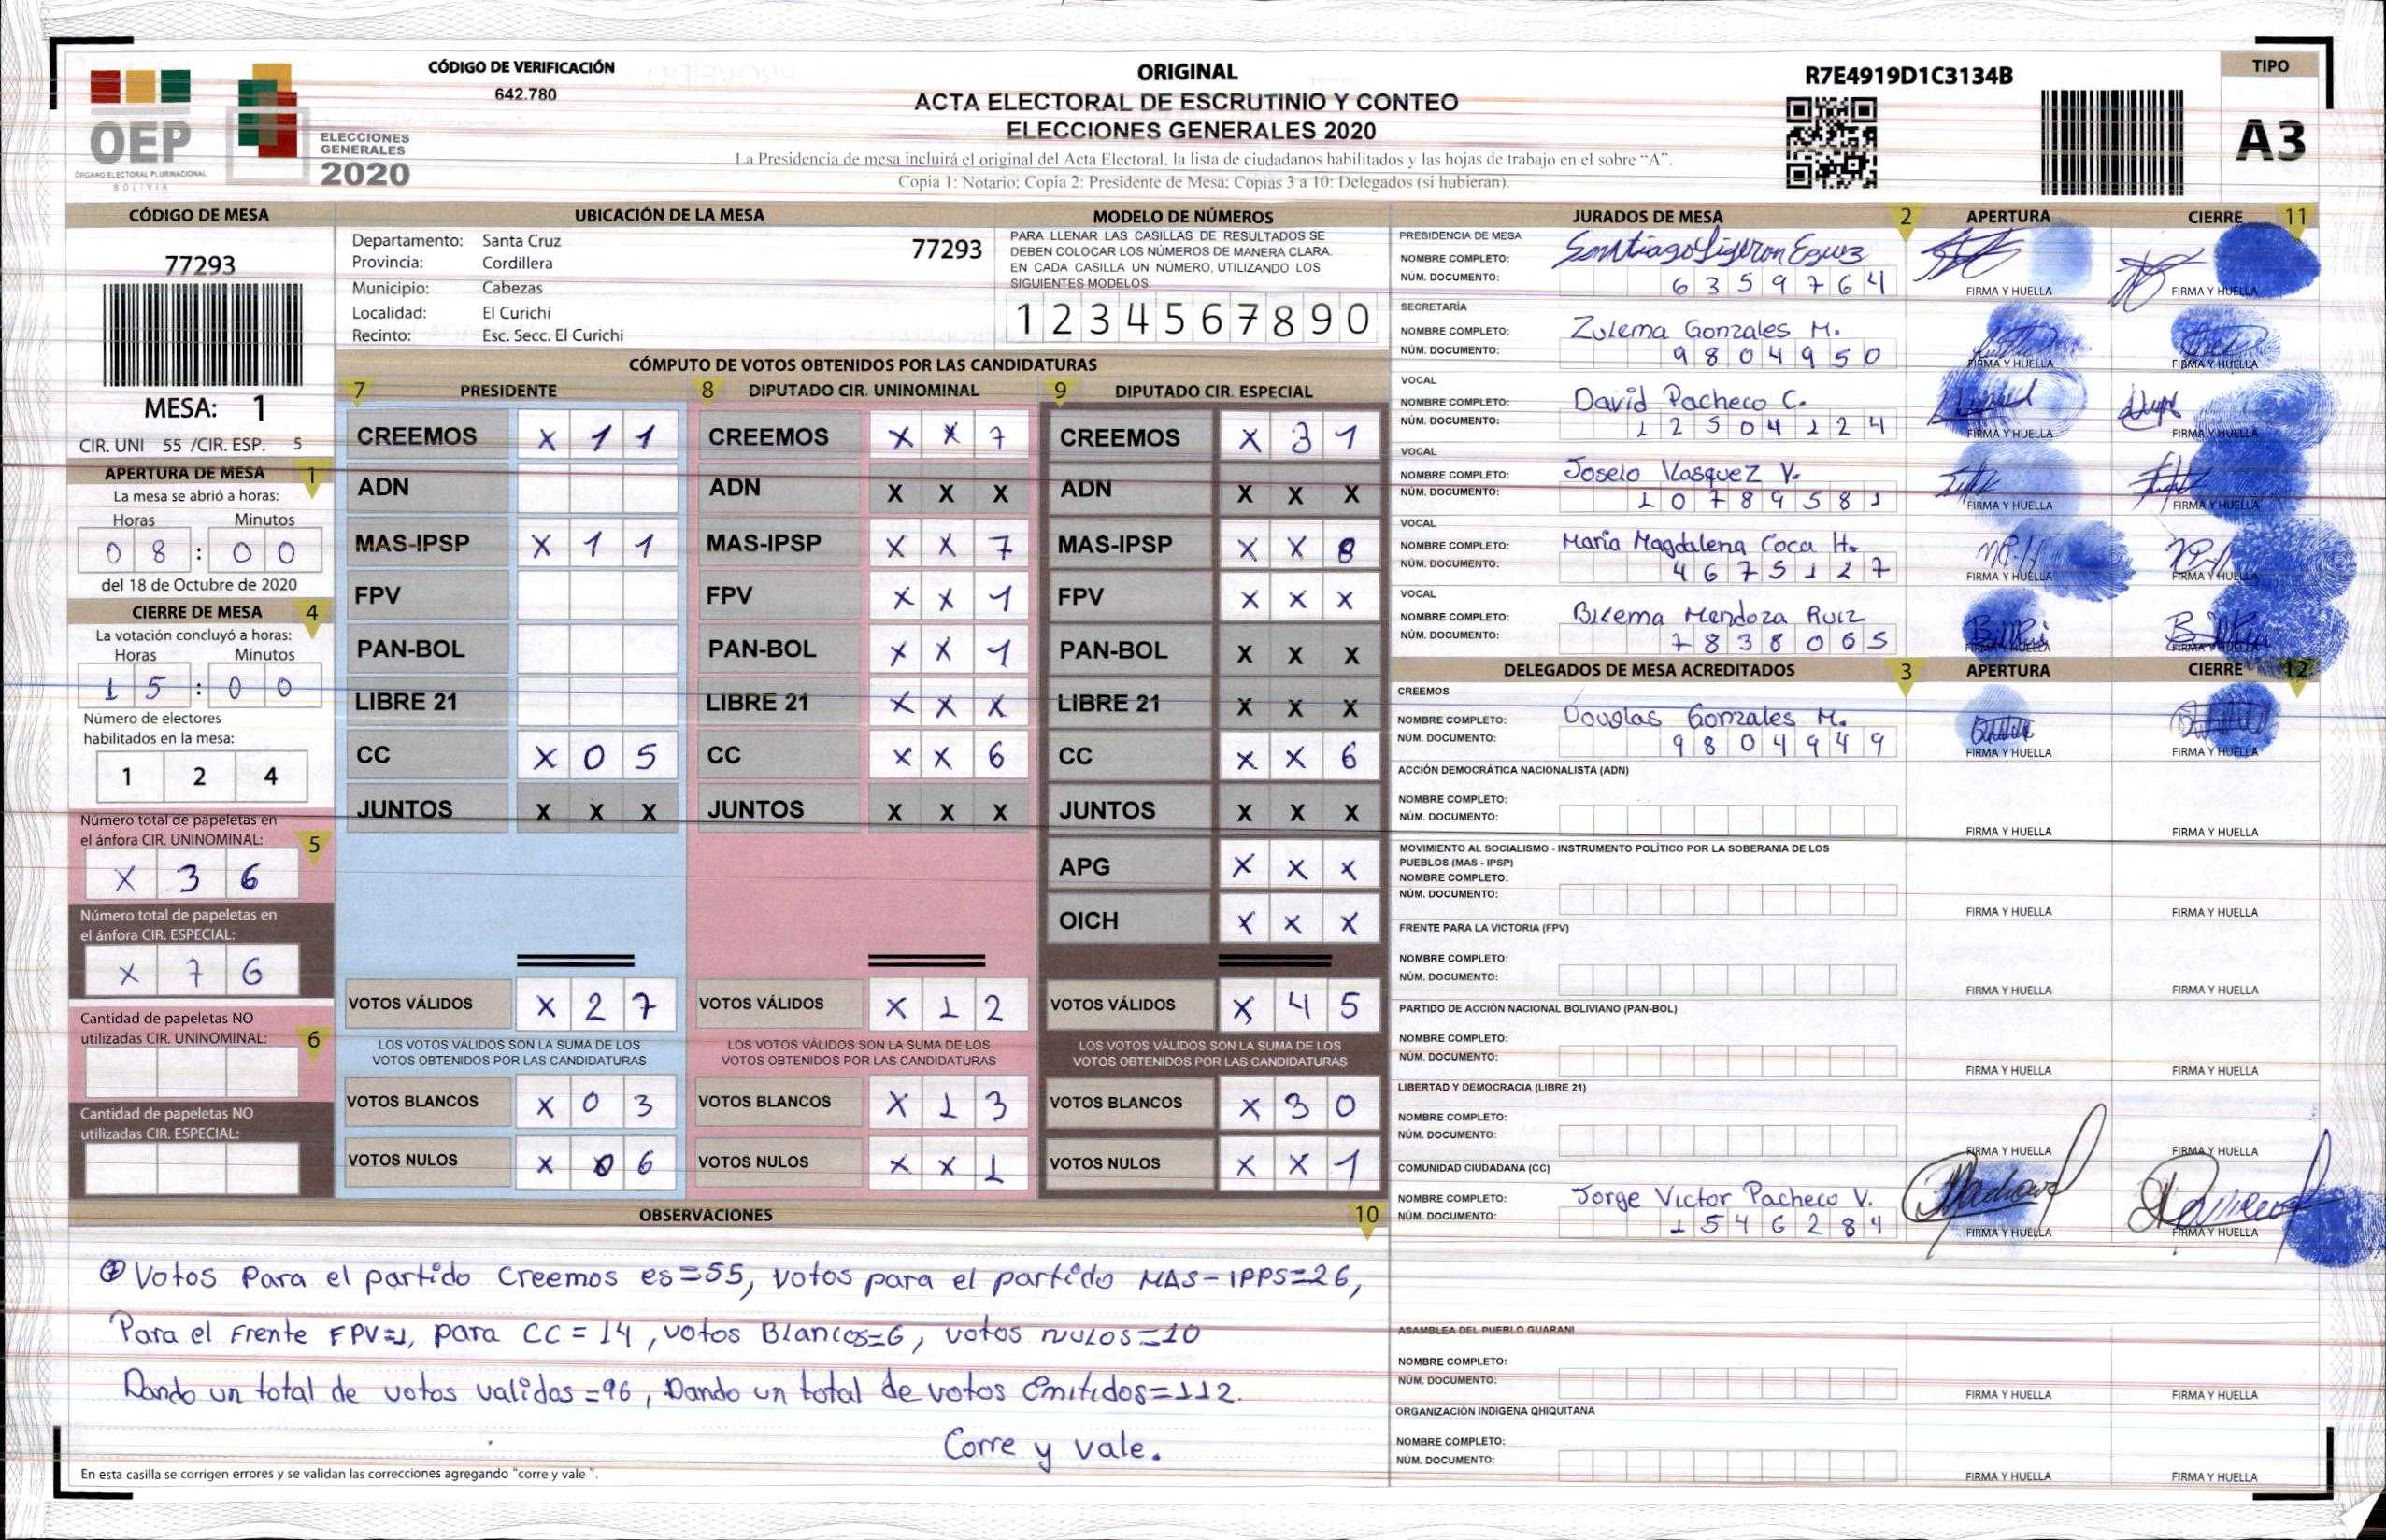 CÓDIGO DE VERIFICACIÓN
642.780
OEP
ÓRGANO ELECTORAL PLURINACIONAL
BOLIVIA
ELECCIONES
GENERALES
2020
ORIGINAL
ACTA ELECTORAL DE ESCRUTINIO Y CONTEO
ELECCIONES GENERALES 2020
La Presidencia de mesa incluirá el original del Acta Electoral, la lista de ciudadanos habilitados y las hojas de trabajo en el sobre "A".
Copia 1: Notario; Copia 2: Presidente de Mesa; Copias 3 a 10: Delegados (si hubieran).
R7E4919D1C3134B
TIPO
A3
CÓDIGO DE MESA
77293
MESA: 1
CIR. UNI 55 /CIR. ESP. 5
APERTURA DE MESA 1
La mesa se abrió a horas:
Horas Minutos
0 8 : 0 0
del 18 de Octubre de 2020
CIERRE DE MESA 4
La votación concluyó a horas:
Horas Minutos
1 5 : 0 0
Número de electores
habilitados en la mesa:
1 2 4
Número total de papeletas en
el ánfora CIR. UNINOMINAL: 5
X 3 6
Número total de papeletas en
el ánfora CIR. ESPECIAL:
X 7 6
Cantidad de papeletas NO
utilizadas CIR. UNINOMINAL: 6
Cantidad de papeletas NO
utilizadas CIR. ESPECIAL:
UBICACIÓN DE LA MESA
Departamento: Santa Cruz 77293
Provincia: Cordillera
Municipio: Cabezas
Localidad: El Curichi
Recinto: Esc. Secc. El Curichi
MODELO DE NÚMEROS
PARA LLENAR LAS CASILLAS DE RESULTADOS SE
DEBEN COLOCAR LOS NÚMEROS DE MANERA CLARA.
EN CADA CASILLA UN NÚMERO, UTILIZANDO LOS
SIGUIENTES MODELOS:
1 2 3 4 5 6 7 8 9 0
CÓMPUTO DE VOTOS OBTENIDOS POR LAS CANDIDATURAS
7 PRESIDENTE
CREEMOS X 1 1
ADN
MAS-IPSP X 1 1
FPV
PAN-BOL
LIBRE 21
CC X 0 5
JUNTOS X X X
VOTOS VÁLIDOS X 2 7
LOS VOTOS VÁLIDOS SON LA SUMA DE LOS
VOTOS OBTENIDOS POR LAS CANDIDATURAS
VOTOS BLANCOS X 0 3
VOTOS NULOS X 0 6
8 DIPUTADO CIR. UNINOMINAL
CREEMOS X X 7
ADN X X X
MAS-IPSP X X 7
FPV X X 1
PAN-BOL X X 1
LIBRE 21 X X X
CC X X 6
JUNTOS X X X
VOTOS VÁLIDOS X 1 2
LOS VOTOS VÁLIDOS SON LA SUMA DE LOS
VOTOS OBTENIDOS POR LAS CANDIDATURAS
VOTOS BLANCOS X 1 3
VOTOS NULOS X X 1
9 DIPUTADO CIR. ESPECIAL
CREEMOS X 3 1
ADN X X X
MAS-IPSP X X 8
FPV X X X
PAN-BOL X X X
LIBRE 21 X X X
CC X X 6
JUNTOS X X X
APG X X X
OICH X X X
VOTOS VÁLIDOS X 4 5
LOS VOTOS VÁLIDOS SON LA SUMA DE LOS
VOTOS OBTENIDOS POR LAS CANDIDATURAS
VOTOS BLANCOS X 3 0
VOTOS NULOS X X 1
OBSERVACIONES 10
Votos Para el partido Creemos es=55, votos para el partido MAS-IPPS=26,
Para el Frente FPV=1, para CC = 14, votos Blancos=6, votos nulos=10
Dando un total de votos validos =96, Dando un total de votos Emitidos=112.
Corre y vale.
En esta casilla se corrigen errores y se validan las correcciones agregando "corre y vale ".
JURADOS DE MESA 2 APERTURA CIERRE 11
PRESIDENCIA DE MESA
NOMBRE COMPLETO: Santiago Ligeron Eguez
NÚM. DOCUMENTO: 6 3 5 9 7 6 4
FIRMA Y HUELLA FIRMA Y HUELLA
SECRETARÍA
NOMBRE COMPLETO: Zulema Gonzales M.
NÚM. DOCUMENTO: 9 8 0 4 9 5 0
FIRMA Y HUELLA FIRMA Y HUELLA
VOCAL
NOMBRE COMPLETO: David Pacheco C.
NÚM. DOCUMENTO: 1 2 5 0 4 1 2 4
FIRMA Y HUELLA FIRMA Y HUELLA
VOCAL
NOMBRE COMPLETO: Joselo Vasquez V.
NÚM. DOCUMENTO: 1 0 7 8 9 5 8 1
FIRMA Y HUELLA FIRMA Y HUELLA
VOCAL
NOMBRE COMPLETO: María Magdalena Coca H.
NÚM. DOCUMENTO: 4 6 7 5 1 2 7
FIRMA Y HUELLA FIRMA Y HUELLA
VOCAL
NOMBRE COMPLETO: Mendoza Ruiz
NÚM. DOCUMENTO: 7 8 3 8 0 6 5
FIRMA Y HUELLA FIRMA Y HUELLA
DELEGADOS DE MESA ACREDITADOS 3 APERTURA CIERRE 12
CREEMOS
NOMBRE COMPLETO: Douglas Gonzales M.
NÚM. DOCUMENTO: 9 8 0 4 9 4 9
FIRMA Y HUELLA FIRMA Y HUELLA
ACCIÓN DEMOCRÁTICA NACIONALISTA (ADN)
NOMBRE COMPLETO:
NÚM. DOCUMENTO:
FIRMA Y HUELLA FIRMA Y HUELLA
MOVIMIENTO AL SOCIALISMO - INSTRUMENTO POLÍTICO POR LA SOBERANIA DE LOS
PUEBLOS (MAS - IPSP)
NOMBRE COMPLETO:
NÚM. DOCUMENTO:
FIRMA Y HUELLA FIRMA Y HUELLA
FRENTE PARA LA VICTORIA (FPV)
NOMBRE COMPLETO:
NÚM. DOCUMENTO:
FIRMA Y HUELLA FIRMA Y HUELLA
PARTIDO DE ACCIÓN NACIONAL BOLIVIANO (PAN-BOL)
NOMBRE COMPLETO:
NÚM. DOCUMENTO:
FIRMA Y HUELLA FIRMA Y HUELLA
LIBERTAD Y DEMOCRACIA (LIBRE 21)
NOMBRE COMPLETO:
NÚM. DOCUMENTO:
FIRMA Y HUELLA FIRMA Y HUELLA
COMUNIDAD CIUDADANA (CC)
NOMBRE COMPLETO: Jorge Victor Pacheco V.
NÚM. DOCUMENTO: 1 5 4 6 2 8 4
FIRMA Y HUELLA FIRMA Y HUELLA
ASAMBLEA DEL PUEBLO GUARANI
NOMBRE COMPLETO:
NÚM. DOCUMENTO:
FIRMA Y HUELLA FIRMA Y HUELLA
ORGANIZACIÓN INDIGENA QHIQUITANA
NOMBRE COMPLETO:
NÚM. DOCUMENTO:
FIRMA Y HUELLA FIRMA Y HUELLA